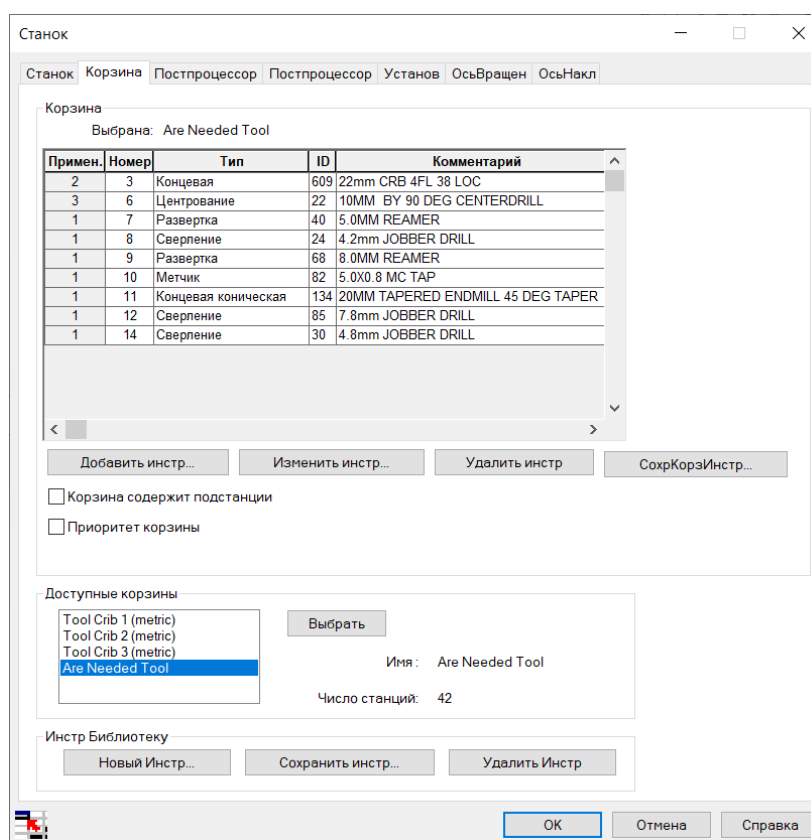 Станок
Станок Корзина Постпроцессор Постпроцессор Установ ОсьВращен ОсьНакл
Корзина
Выбрана: Are Needed Tool
Примен. Номер Тип ID Комментарий
2 3 Концевая 609 22mm CRB 4FL 38 LOC
3 6 Центрование 22 10MM BY 90 DEG CENTERDRILL
1 7 Развертка 40 5.0MM REAMER
1 8 Сверление 24 4.2mm JOBBER DRILL
1 9 Развертка 68 8.0MM REAMER
1 10 Метчик 82 5.0X0.8 MC TAP
1 11 Концевая коническая 134 20MM TAPERED ENDMILL 45 DEG TAPER
1 12 Сверление 85 7.8mm JOBBER DRILL
1 14 Сверление 30 4.8mm JOBBER DRILL
Добавить инстр... Изменить инстр... Удалить инстр СохрКорзИнстр...
Корзина содержит подстанции
Приоритет корзины
Доступные корзины
Tool Crib 1 (metric)
Tool Crib 2 (metric)
Tool Crib 3 (metric)
Are Needed Tool
Выбрать
Имя : Are Needed Tool
Число станций: 42
Инстр Библиотеку
Новый Инстр... Сохранить инстр... Удалить Инстр
OK Отмена Справка